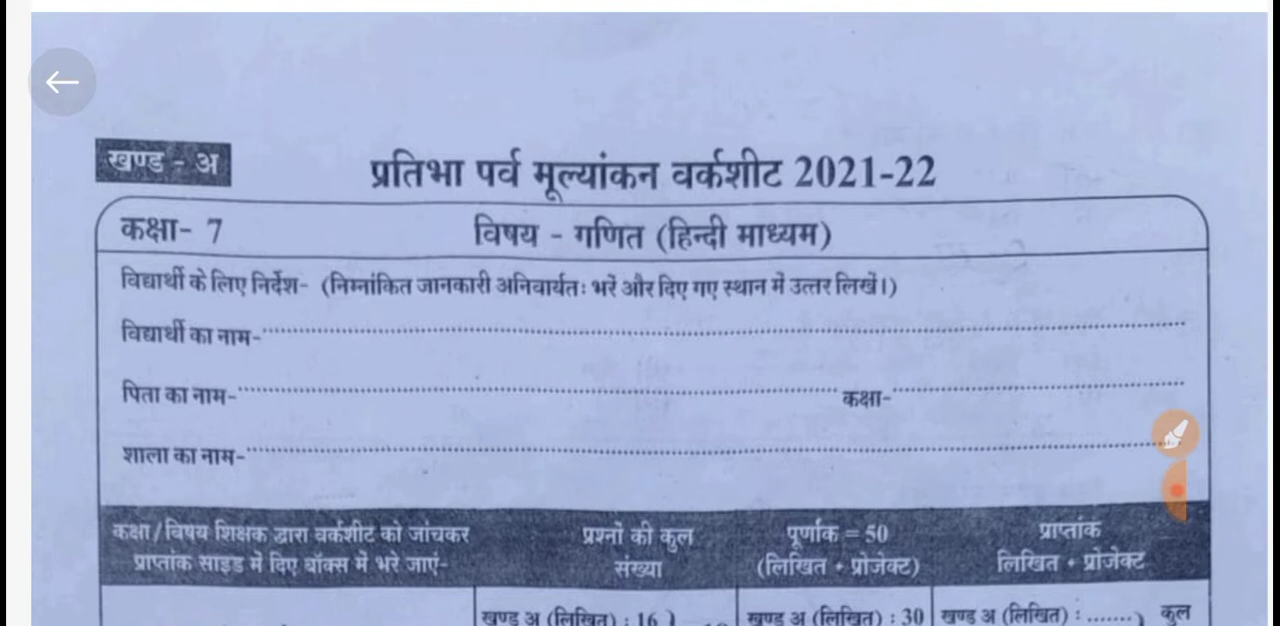 खण्ड - अ
प्रतिभा पर्व मूल्यांकन वर्कशीट 2021-22
कक्षा- 7 विषय - गणित (हिन्दी माध्यम)
विद्यार्थी के लिए निर्देश- (निम्नांकित जानकारी अनिवार्यतः भरें और दिए गए स्थान में उत्तर लिखें।)
विद्यार्थी का नाम-
पिता का नाम- कक्षा-
शाला का नाम-
कक्षा/विषय शिक्षक द्वारा वर्कशीट को जांचकर प्रश्नों की कुल पूर्णांक = 50 प्राप्तांक
प्राप्तांक साइड में दिए बॉक्स में भरे जाएं- संख्या (लिखित + प्रोजेक्ट) लिखित + प्रोजेक्ट
खण्ड अ (लिखित) : 16 ) खण्ड अ (लिखित) : 30 खण्ड अ (लिखित) : ....... ) कुल